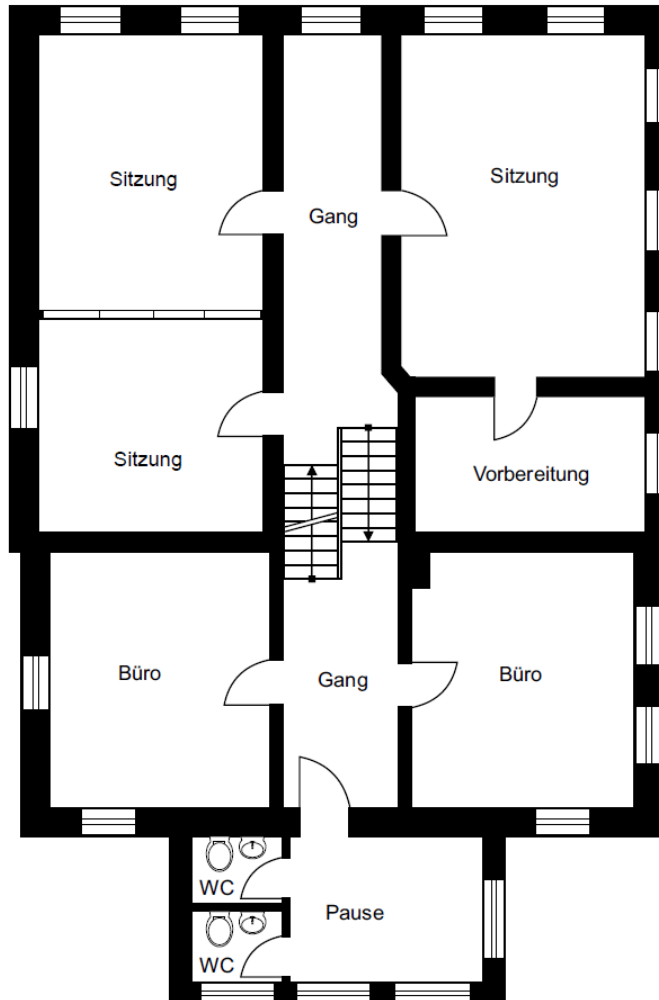 Sitzung
Gang
Sitzung
Sitzung
Vorbereitung
Büro
Gang
Büro
WC
Pause
WC